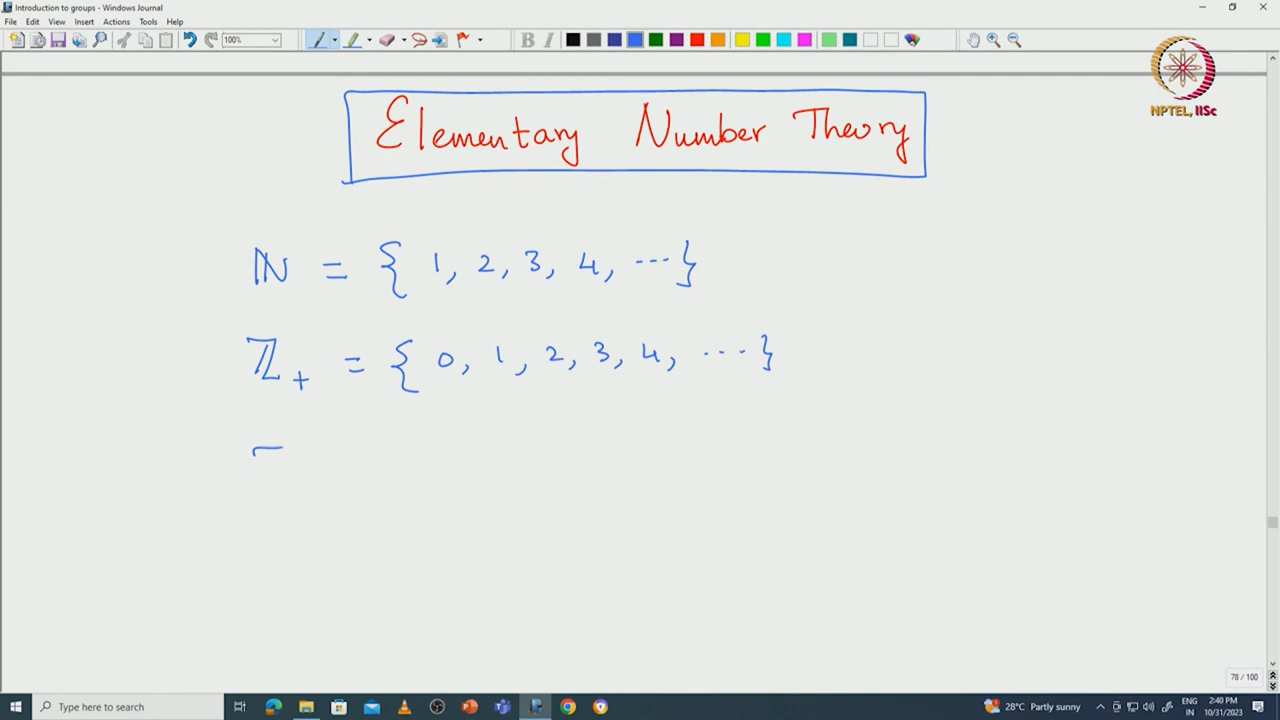 Introduction to groups - Windows Journal
File Edit View Insert Actions Tools Help
100% B I
NPTEL, IISc
Elementary Number Theory
ℕ = { 1, 2, 3, 4, ... }
ℤ₊ = { 0, 1, 2, 3, 4, ... }
78 / 100
Type here to search
28°C Partly sunny
ENG
IN
2:40 PM
10/31/2023